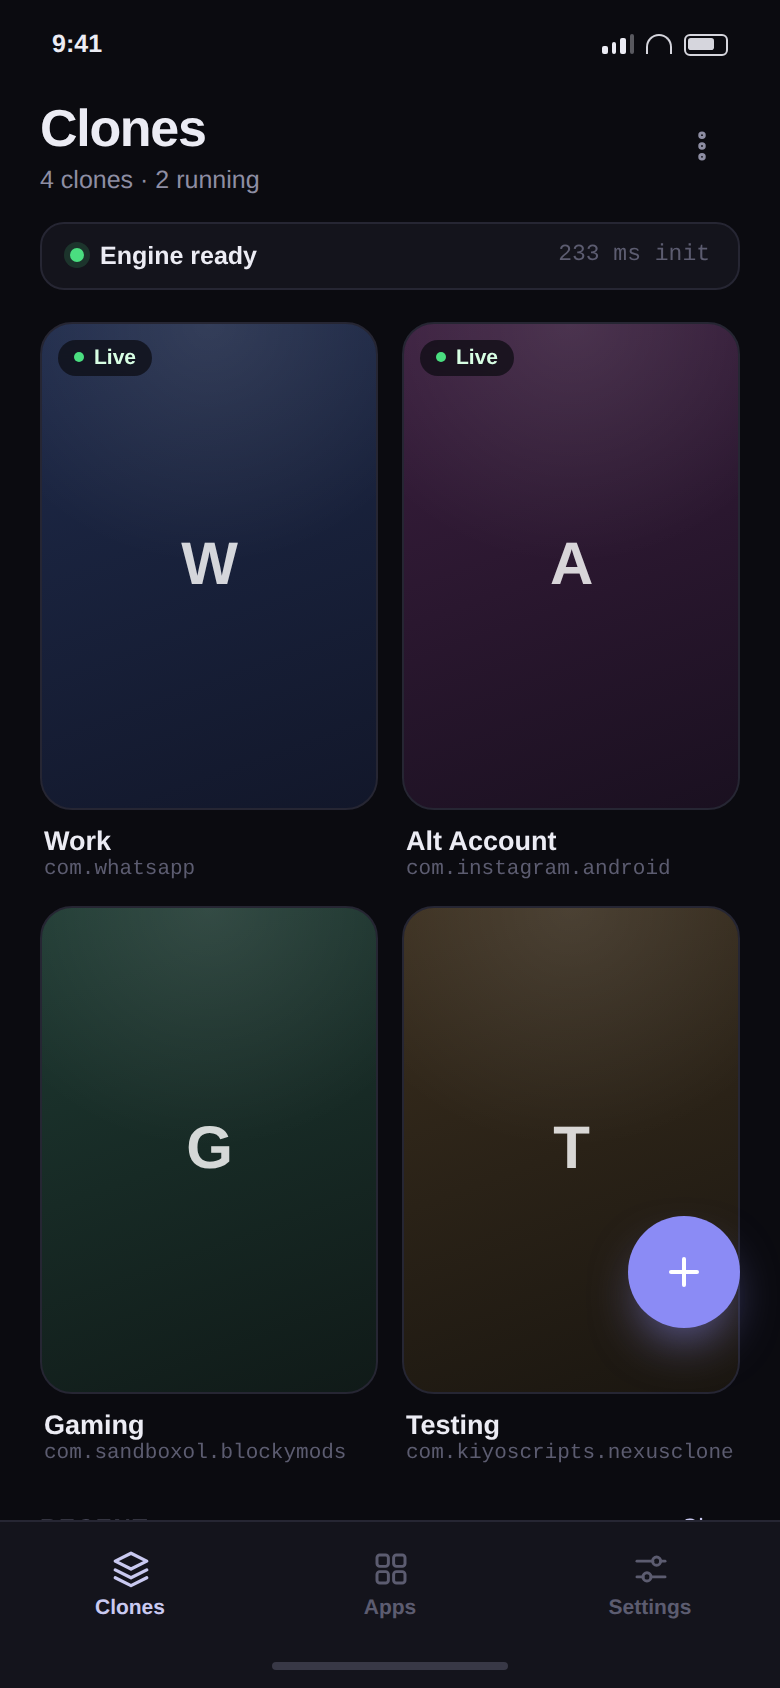 9:41
Clones
4 clones · 2 running
Engine ready
233 ms init
Live
Live
W
A
Work
Alt Account
com.whatsapp
com.instagram.android
G
T
Gaming
Testing
com.sandboxol.blockymods
com.kiyoscripts.nexusclone
Clones
Apps
Settings